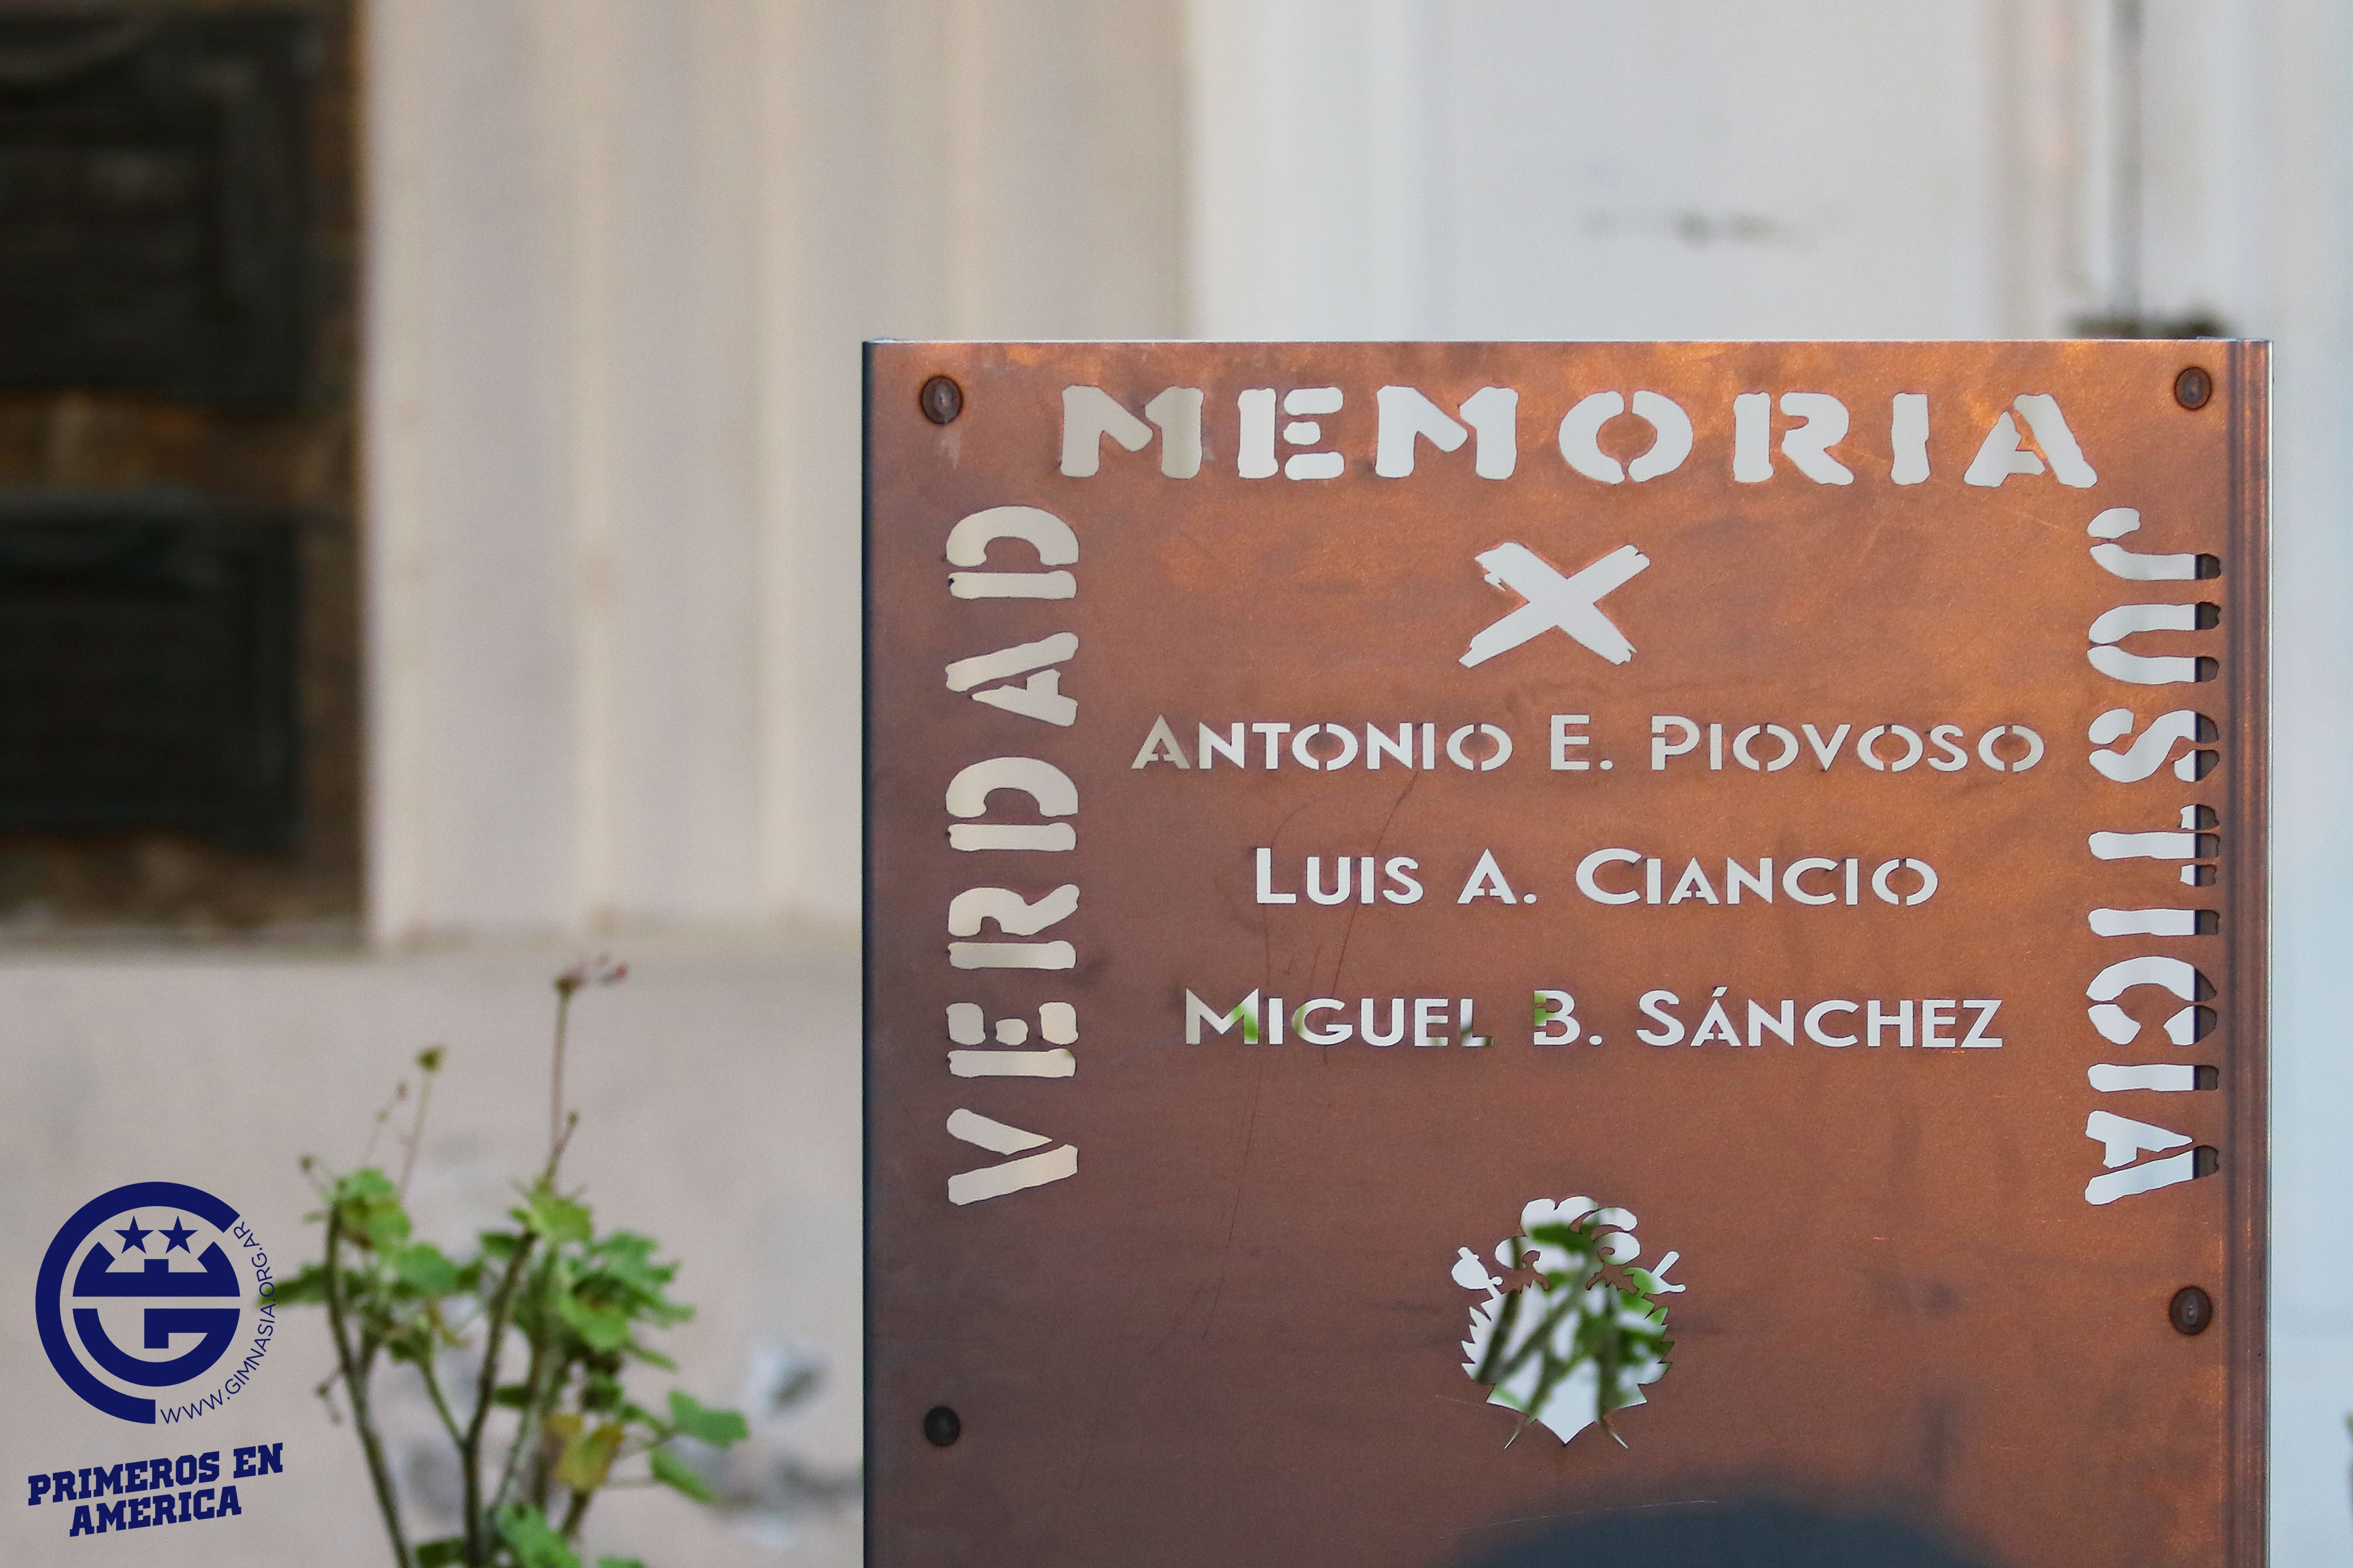 MEMORIA
VERDAD
JUSTICIA
X
ANTONIO E. PIOVOSO
LUIS A. CIANCIO
MIGUEL B. SÁNCHEZ
WWW.GIMNASIA.ORG.AR
PRIMEROS EN
AMERICA